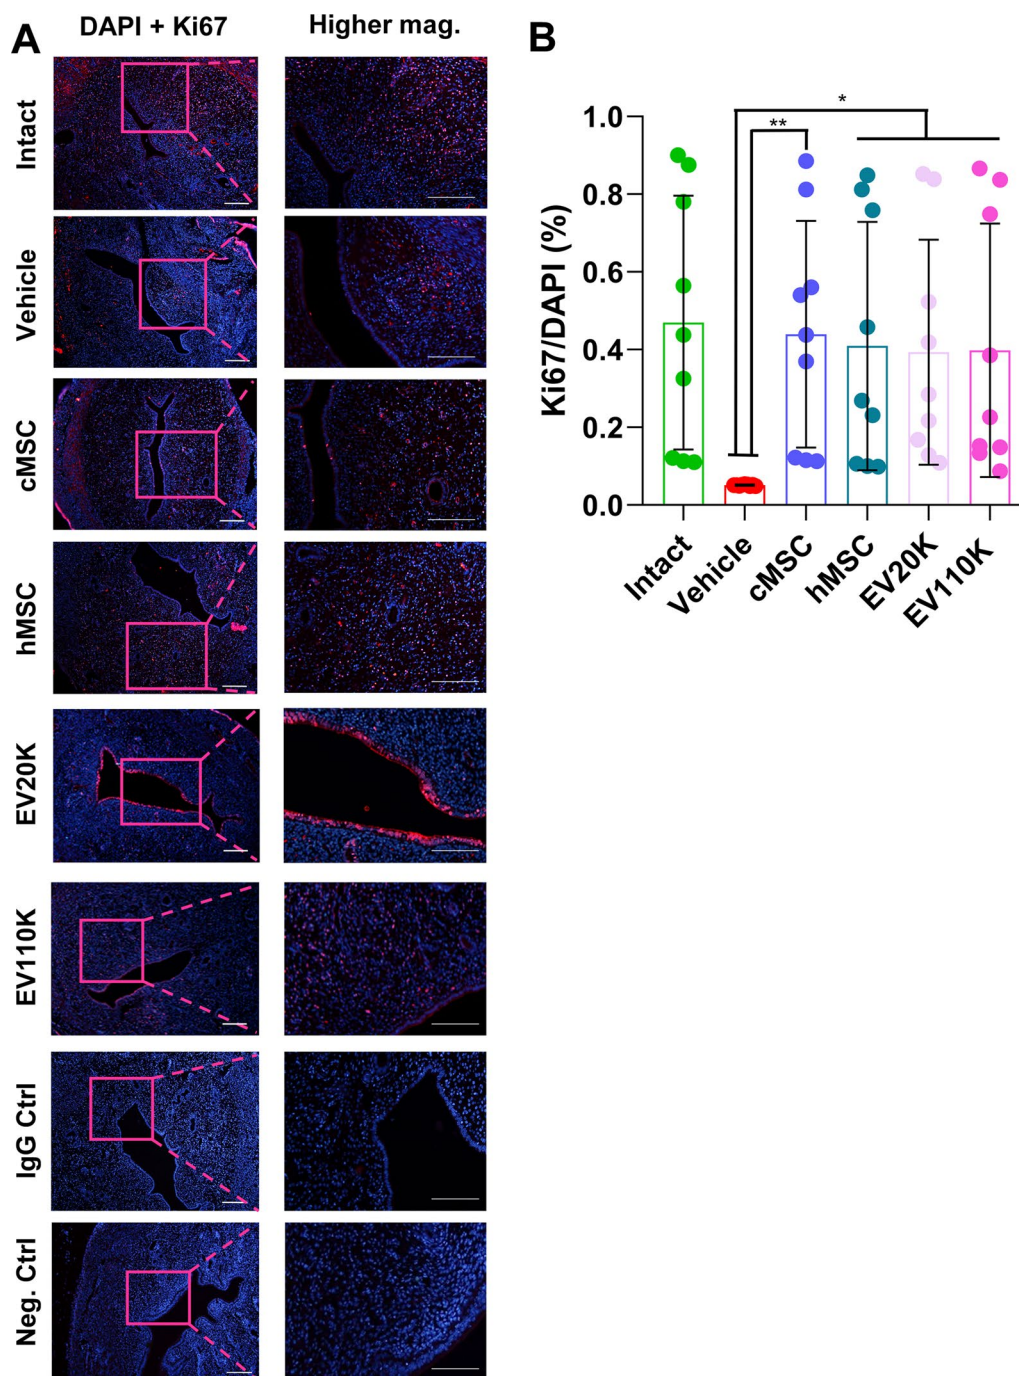 A
DAPI + Ki67
Higher mag.
Intact
Vehicle
cMSC
hMSC
EV20K
EV110K
IgG Ctrl
Neg. Ctrl
B
*
**
Ki67/DAPI (%)
1.0
0.8
0.6
0.4
0.2
0.0
Intact
Vehicle
cMSC
hMSC
EV20K
EV110K